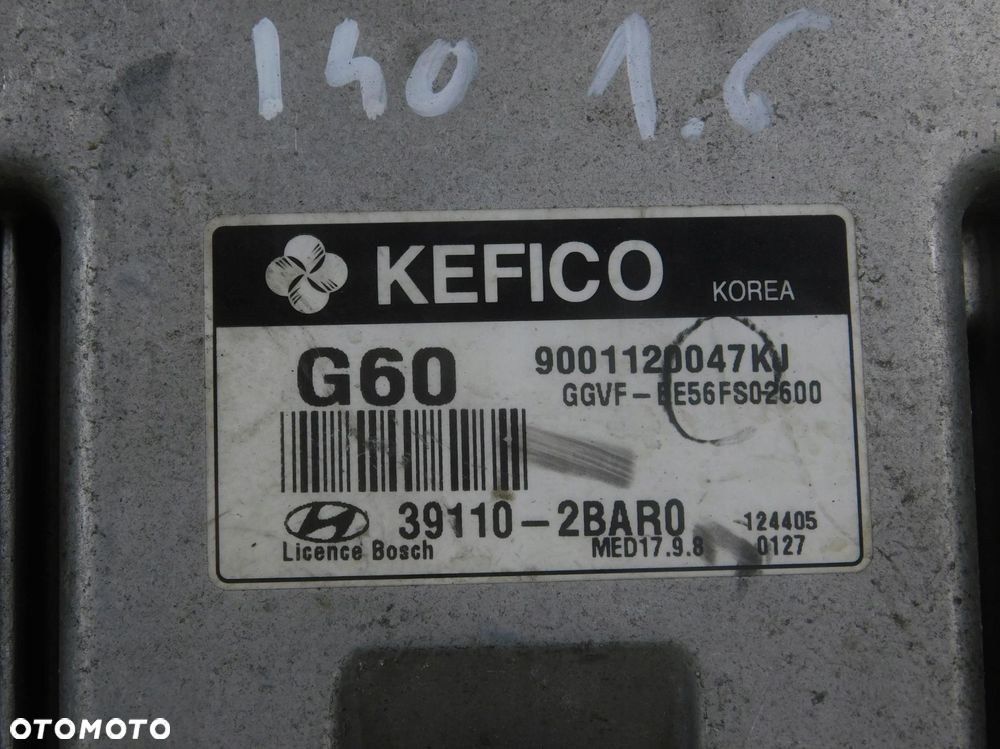 I40 1.6
KEFICO KOREA
G60 9001120047KJ
GGVF-EE56FS02600
39110-2BAR0 124405
Licence Bosch MED17.9.8 0127
OTOMOTO